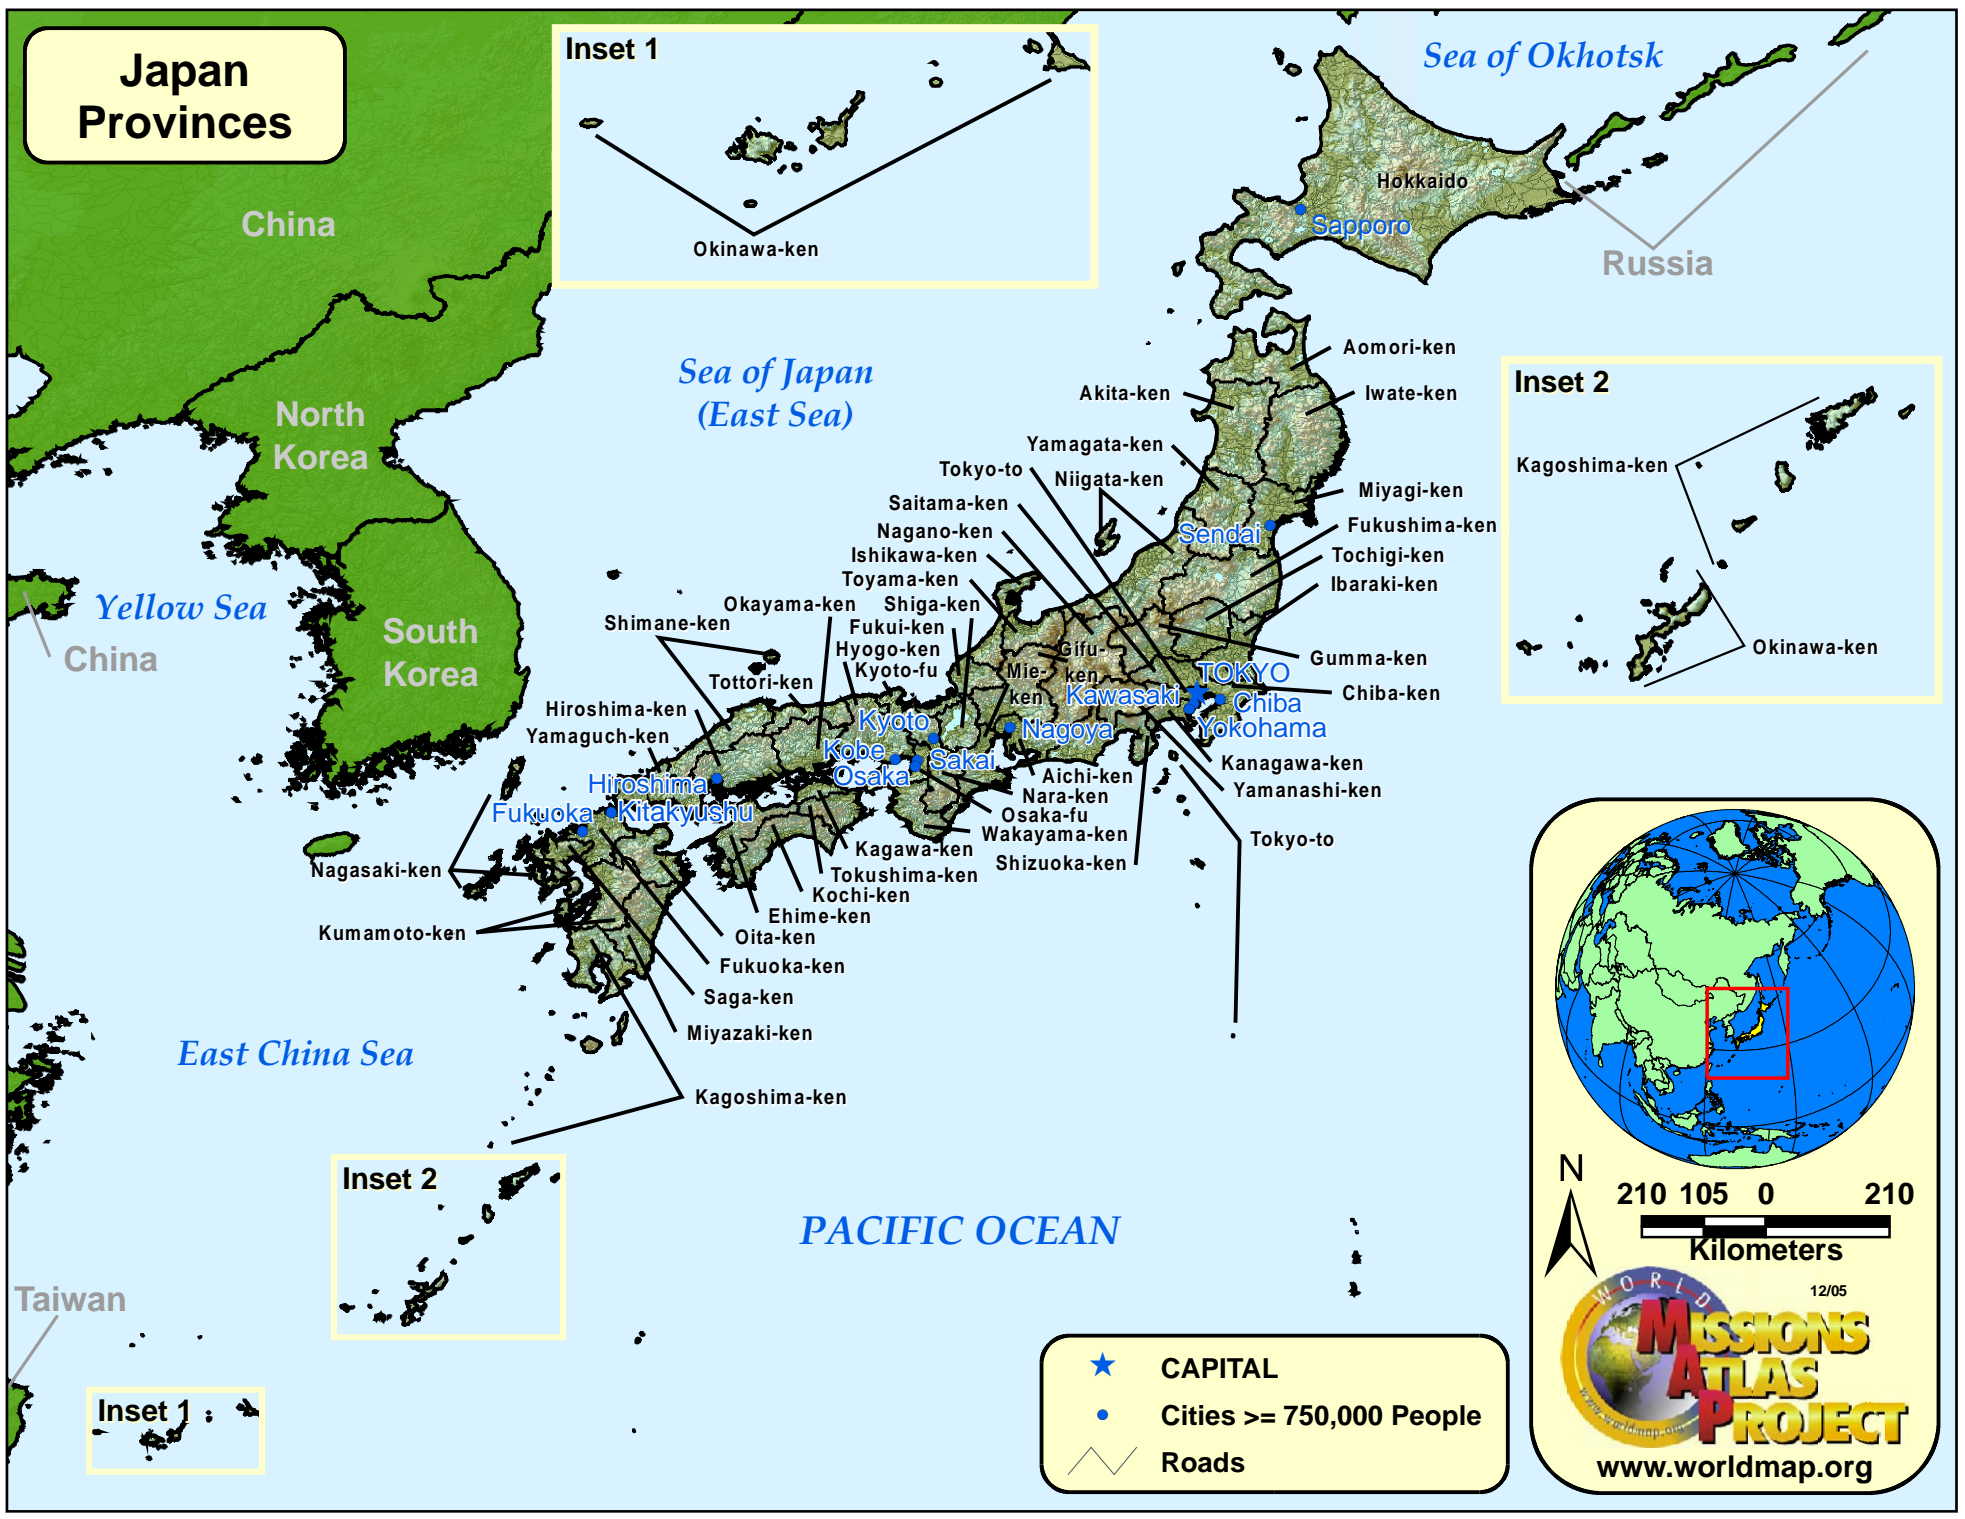 Japan
Provinces
Inset 1
Okinawa-ken
Sea of Okhotsk
China
Hokkaido
Sapporo
Russia
Sea of Japan
(East Sea)
North
Korea
South
Korea
Yellow Sea
China
Aomori-ken
Akita-ken
Iwate-ken
Yamagata-ken
Tokyo-to
Niigata-ken
Saitama-ken
Miyagi-ken
Nagano-ken
Sendai
Fukushima-ken
Ishikawa-ken
Tochigi-ken
Toyama-ken
Ibaraki-ken
Okayama-ken
Shiga-ken
Shimane-ken
Fukui-ken
Hyogo-ken
Gifu-
ken
Kyoto-fu
Mie-
ken
Gumma-ken
Tottori-ken
TOKYO
Kawasaki
Chiba-ken
Chiba
Hiroshima-ken
Kyoto
Nagoya
Yokohama
Yamaguch-ken
Kobe
Sakai
Osaka
Kanagawa-ken
Hiroshima
Aichi-ken
Yamanashi-ken
Nara-ken
Fukuoka
Kitakyushu
Osaka-fu
Wakayama-ken
Tokyo-to
Kagawa-ken
Shizuoka-ken
Nagasaki-ken
Tokushima-ken
Kochi-ken
Ehime-ken
Kumamoto-ken
Oita-ken
Fukuoka-ken
Saga-ken
Miyazaki-ken
Kagoshima-ken
East China Sea
Inset 2
Kagoshima-ken
Okinawa-ken
Inset 2
PACIFIC OCEAN
Taiwan
Inset 1
CAPITAL
Cities >= 750,000 People
Roads
N
210 105 0 210
Kilometers
12/05
WORLD
MISSIONS
ATLAS
PROJECT
www.worldmap.org
www.worldmap.org